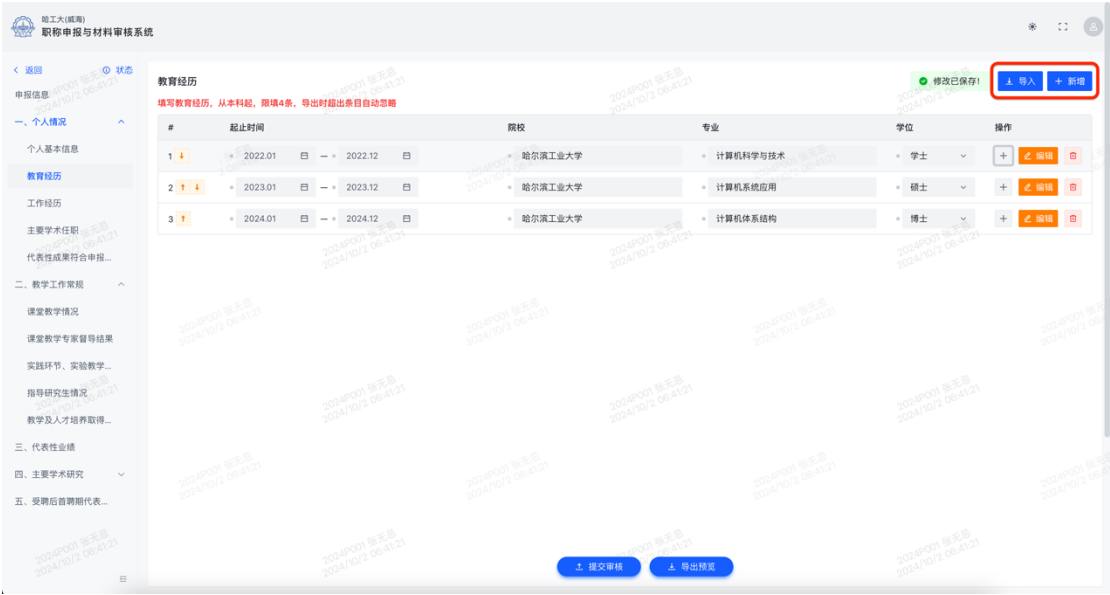 哈工大(威海)
职称申报与材料审核系统
返回 状态
申报信息
一、个人情况
个人基本信息
教育经历
工作经历
主要学术任职
代表性成果符合申报...
二、教学工作常规
课堂教学情况
课堂教学专家督导结果
实践环节、实验教学...
指导研究生情况
教学及人才培养取得...
三、代表性业绩
四、主要学术研究
五、受聘后首聘期代表...
教育经历
修改已保存! 导入 + 新增
填写教育经历，从本科起，限填4条，导出时超出条目自动忽略
# 起止时间 院校 专业 学位 操作
1 ↓ 2022.01 — 2022.12 哈尔滨工业大学 计算机科学与技术 学士 + 编辑
2 ↑ ↓ 2023.01 — 2023.12 哈尔滨工业大学 计算机系统应用 硕士 + 编辑
3 ↑ 2024.01 — 2024.12 哈尔滨工业大学 计算机体系结构 博士 + 编辑
提交审核 导出预览
2024P001 张无忌
2024/10/2 06:41:21